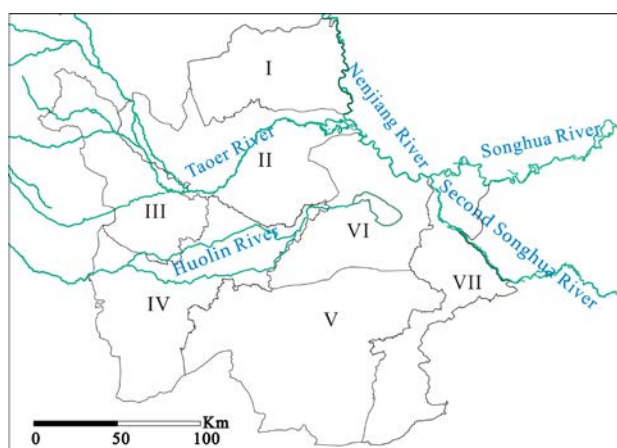 I
Nenjiang River
Songhua River
Taoer River
II
Second Songhua River
III
VI
Huolin River
VII
IV
V
Km
0 50 100